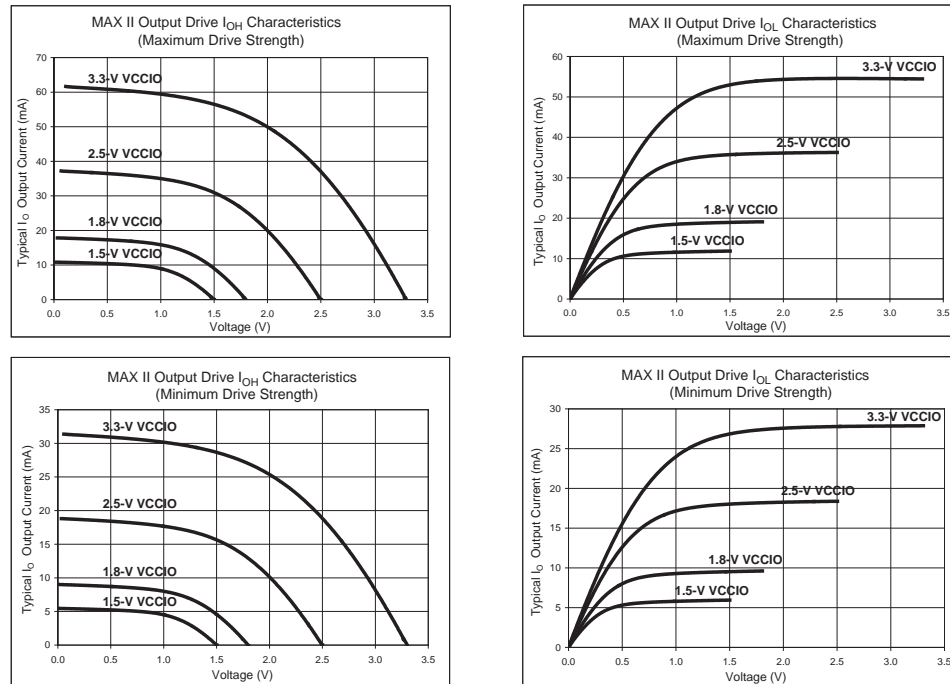 MAX II Output Drive IOH Characteristics
(Maximum Drive Strength)
70
60
50
40
30
20
10
0
Typical IO Output Current (mA)
3.3-V VCCIO
2.5-V VCCIO
1.8-V VCCIO
1.5-V VCCIO
0.0 0.5 1.0 1.5 2.0 2.5 3.0 3.5
Voltage (V)
MAX II Output Drive IOL Characteristics
(Maximum Drive Strength)
60
50
40
30
20
10
0
Typical IO Output Current (mA)
3.3-V VCCIO
2.5-V VCCIO
1.8-V VCCIO
1.5-V VCCIO
0.0 0.5 1.0 1.5 2.0 2.5 3.0 3.5
Voltage (V)
MAX II Output Drive IOH Characteristics
(Minimum Drive Strength)
35
30
25
20
15
10
5
0
Typical IO Output Current (mA)
3.3-V VCCIO
2.5-V VCCIO
1.8-V VCCIO
1.5-V VCCIO
0.0 0.5 1.0 1.5 2.0 2.5 3.0 3.5
Voltage (V)
MAX II Output Drive IOL Characteristics
(Minimum Drive Strength)
30
25
20
15
10
5
0
Typical IO Output Current (mA)
3.3-V VCCIO
2.5-V VCCIO
1.8-V VCCIO
1.5-V VCCIO
0.0 0.5 1.0 1.5 2.0 2.5 3.0 3.5
Voltage (V)